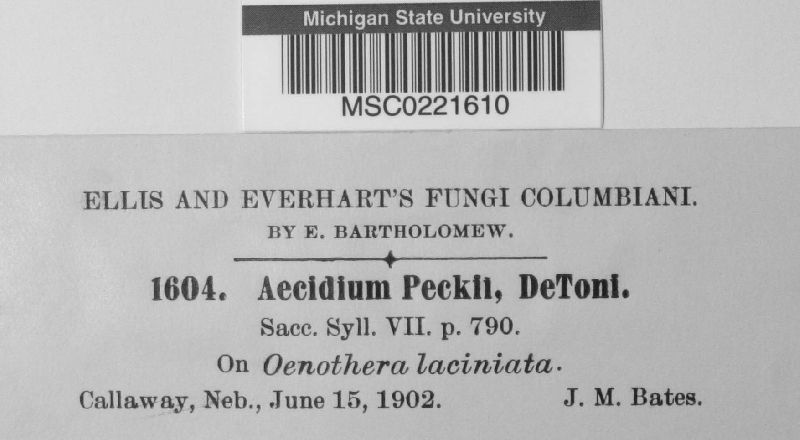 Michigan State University
MSC0221610
ELLIS AND EVERHART'S FUNGI COLUMBIANI.
BY E. BARTHOLOMEW.
1604. Aecidium Peckii, DeToni.
Sacc. Syll. VII. p. 790.
On Oenothera laciniata.
Callaway, Neb., June 15, 1902. J. M. Bates.